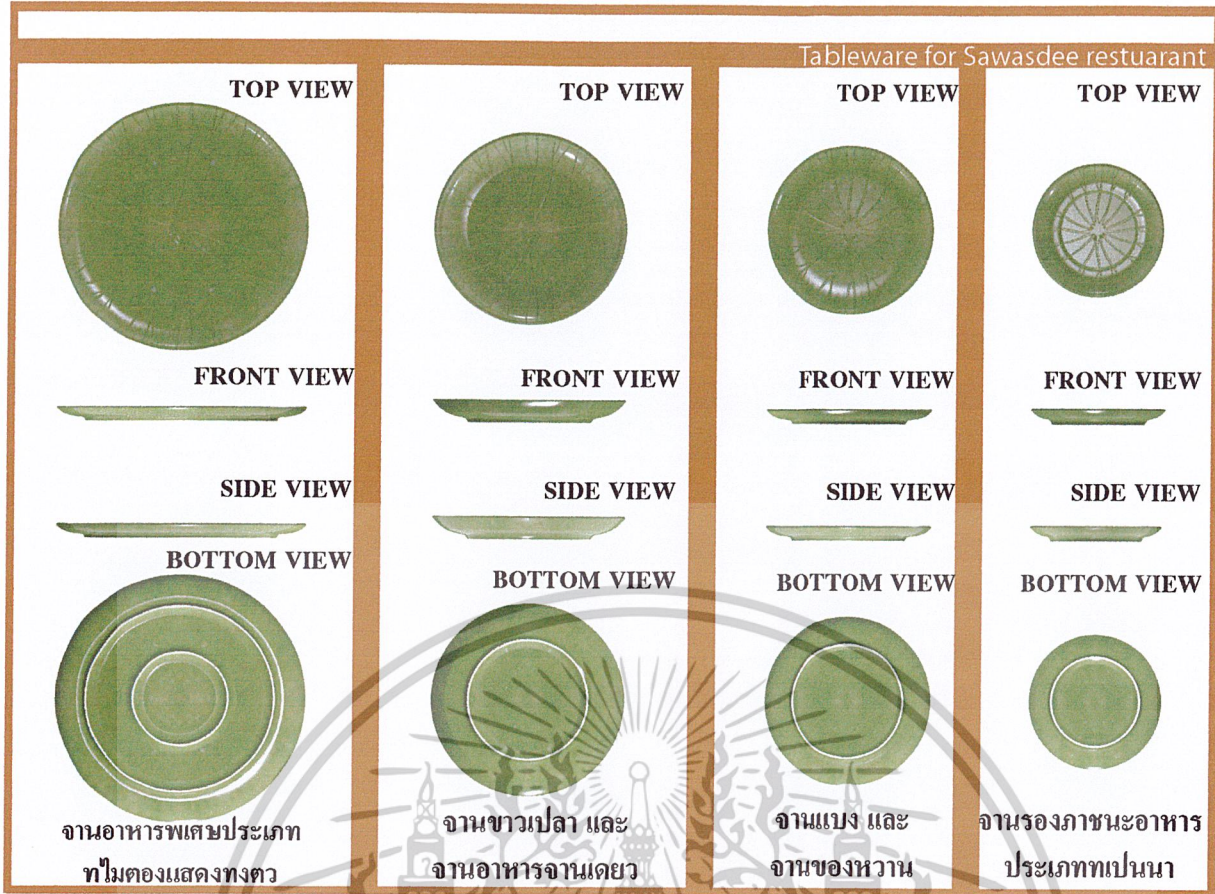 Tableware for Sawasdee restuarant
TOP VIEW
FRONT VIEW
SIDE VIEW
BOTTOM VIEW
จานอาหารพเศษประเภท
ทไมตองแสดงทงตว
TOP VIEW
FRONT VIEW
SIDE VIEW
BOTTOM VIEW
จานขาวเปลา และ
จานอาหารจานเดยว
TOP VIEW
FRONT VIEW
SIDE VIEW
BOTTOM VIEW
จานแบง และ
จานของหวาน
TOP VIEW
FRONT VIEW
SIDE VIEW
BOTTOM VIEW
จานรองภาชนะอาหาร
ประเภททเปนนา